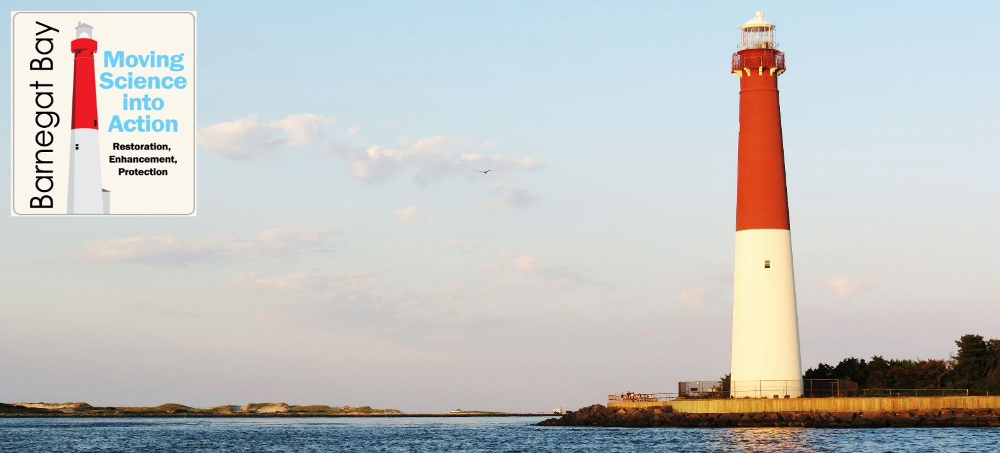 Barnegat Bay
Moving
Science
into
Action
Restoration,
Enhancement,
Protection